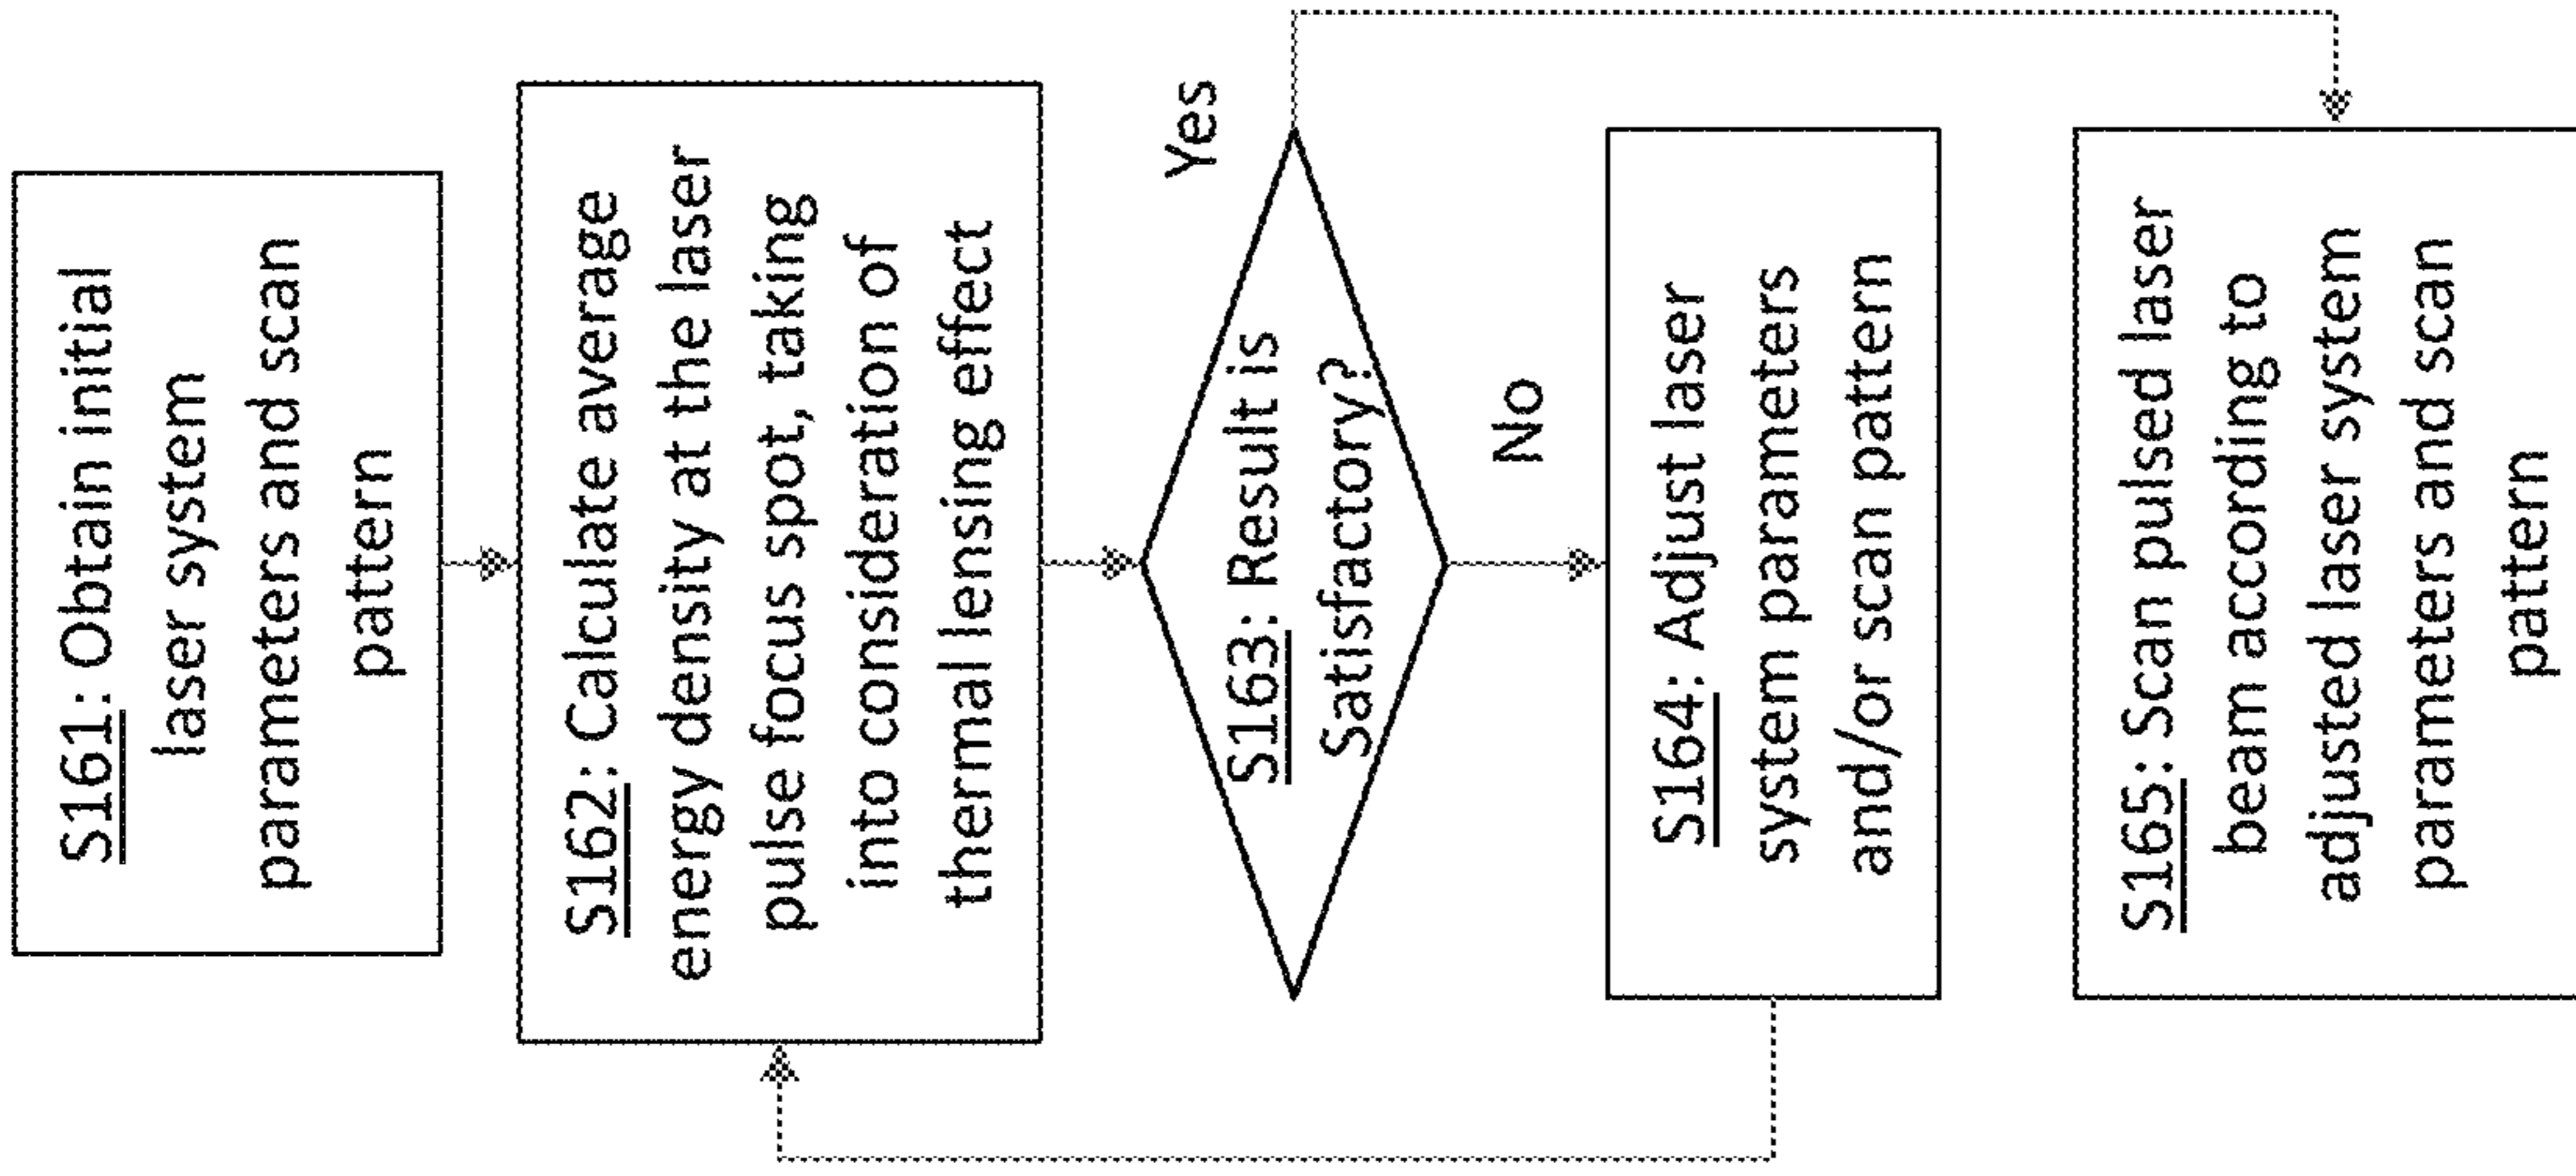 S161: Obtain initial
laser system
parameters and scan
pattern
S162: Calculate average
energy density at the laser
pulse focus spot, taking
into consideration of
thermal lensing effect
S163: Result is
Satisfactory?
Yes
No
S164: Adjust laser
system parameters
and/or scan pattern
S165: Scan pulsed laser
beam according to
adjusted laser system
parameters and scan
pattern